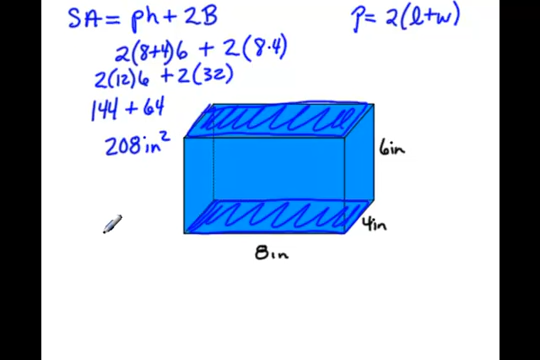 SA = ph + 2B
P = 2(l+w)
2(8+4)6 + 2(8·4)
2(12)6 + 2(32)
144 + 64
208in²
6in
4in
8in